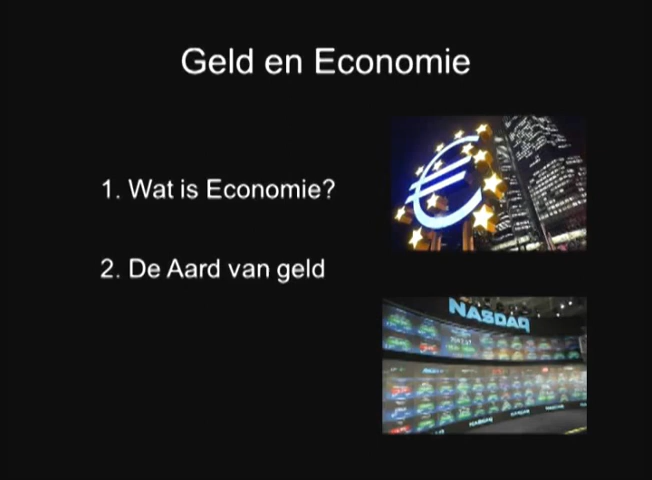 Geld en Economie
1. Wat is Economie?
2. De Aard van geld
NASDAQ